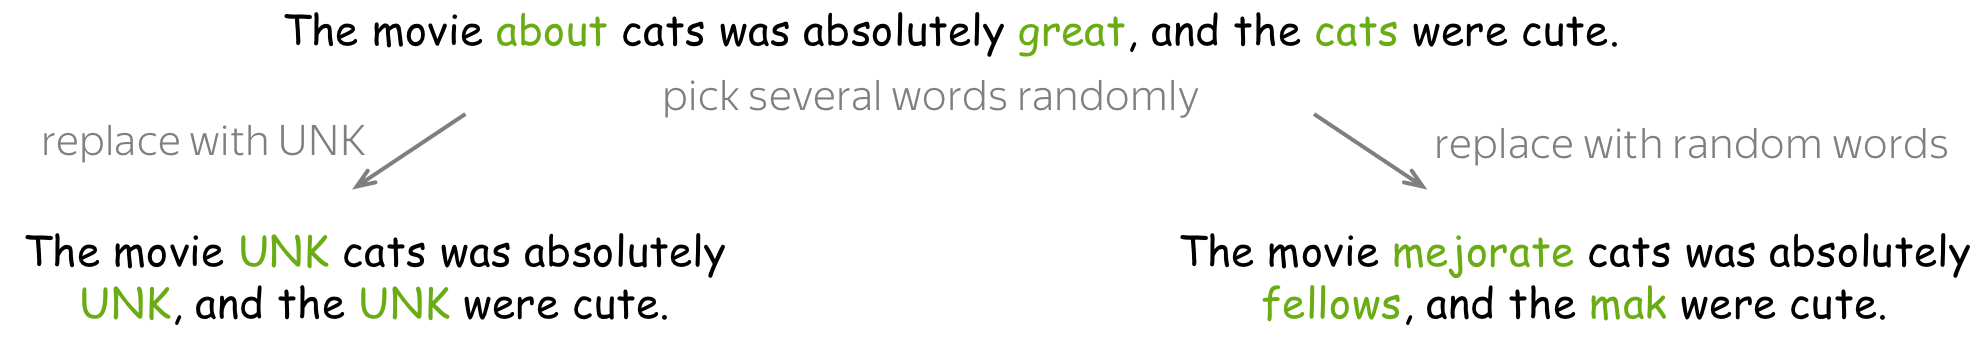 The movie about cats was absolutely great, and the cats were cute.
pick several words randomly
replace with UNK
replace with random words
The movie UNK cats was absolutely
UNK, and the UNK were cute.
The movie mejorate cats was absolutely
fellows, and the mak were cute.